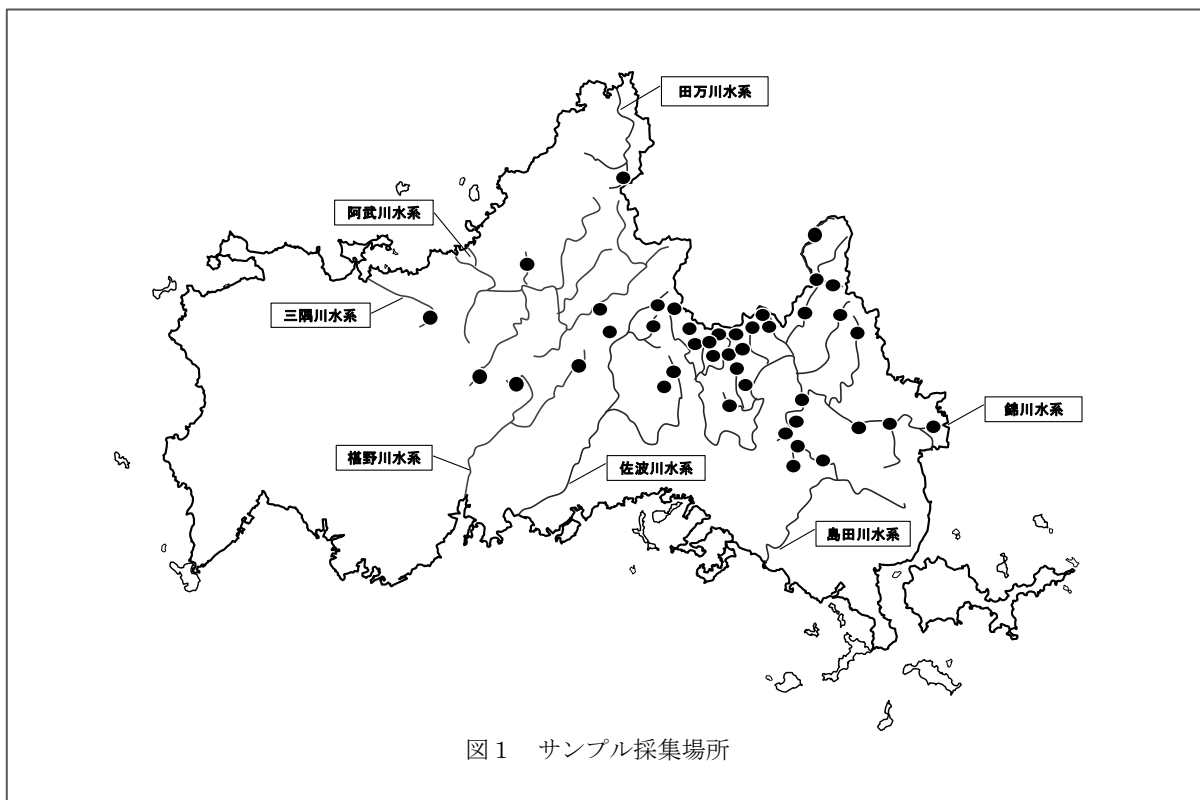 田万川水系
阿武川水系
三隅川水系
錦川水系
椹野川水系
佐波川水系
島田川水系
図１　サンプル採集場所